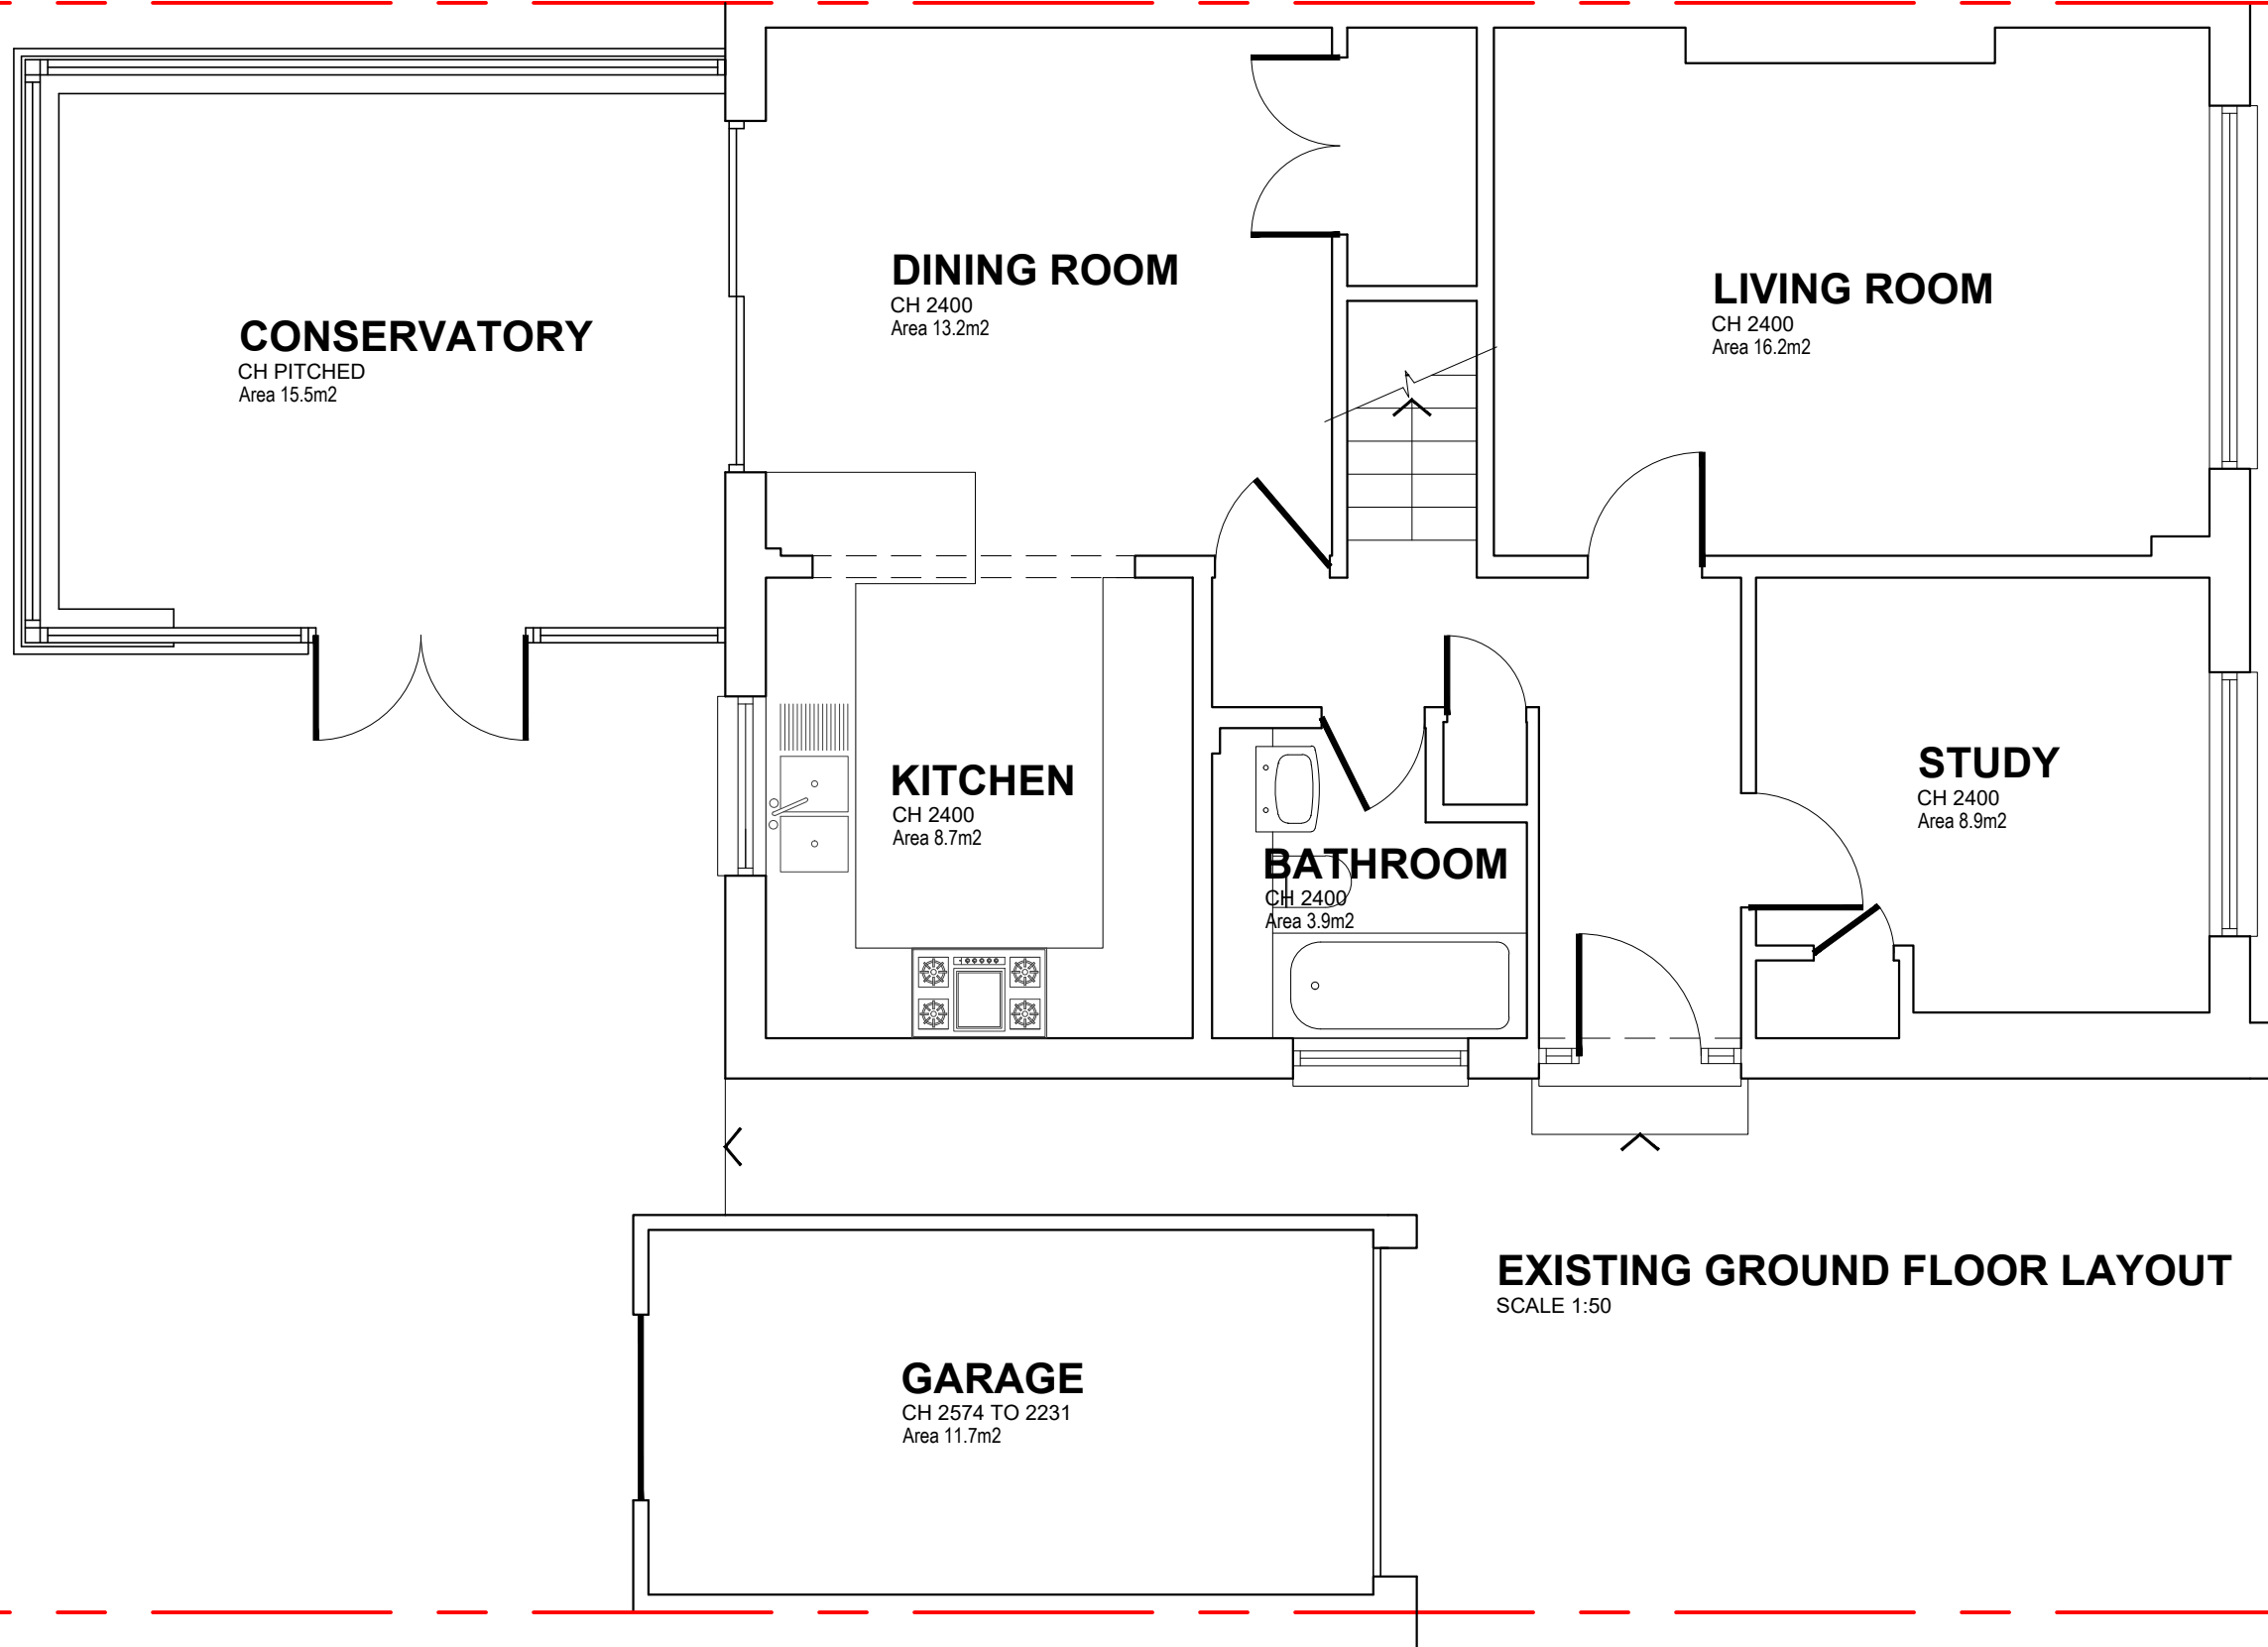 DINING ROOM
CH 2400
Area 13.2m2
LIVING ROOM
CH 2400
Area 16.2m2
CONSERVATORY
CH PITCHED
Area 15.5m2
KITCHEN
CH 2400
Area 8.7m2
STUDY
CH 2400
Area 8.9m2
BATHROOM
CH 2400
Area 3.9m2
EXISTING GROUND FLOOR LAYOUT
SCALE 1:50
GARAGE
CH 2574 TO 2231
Area 11.7m2